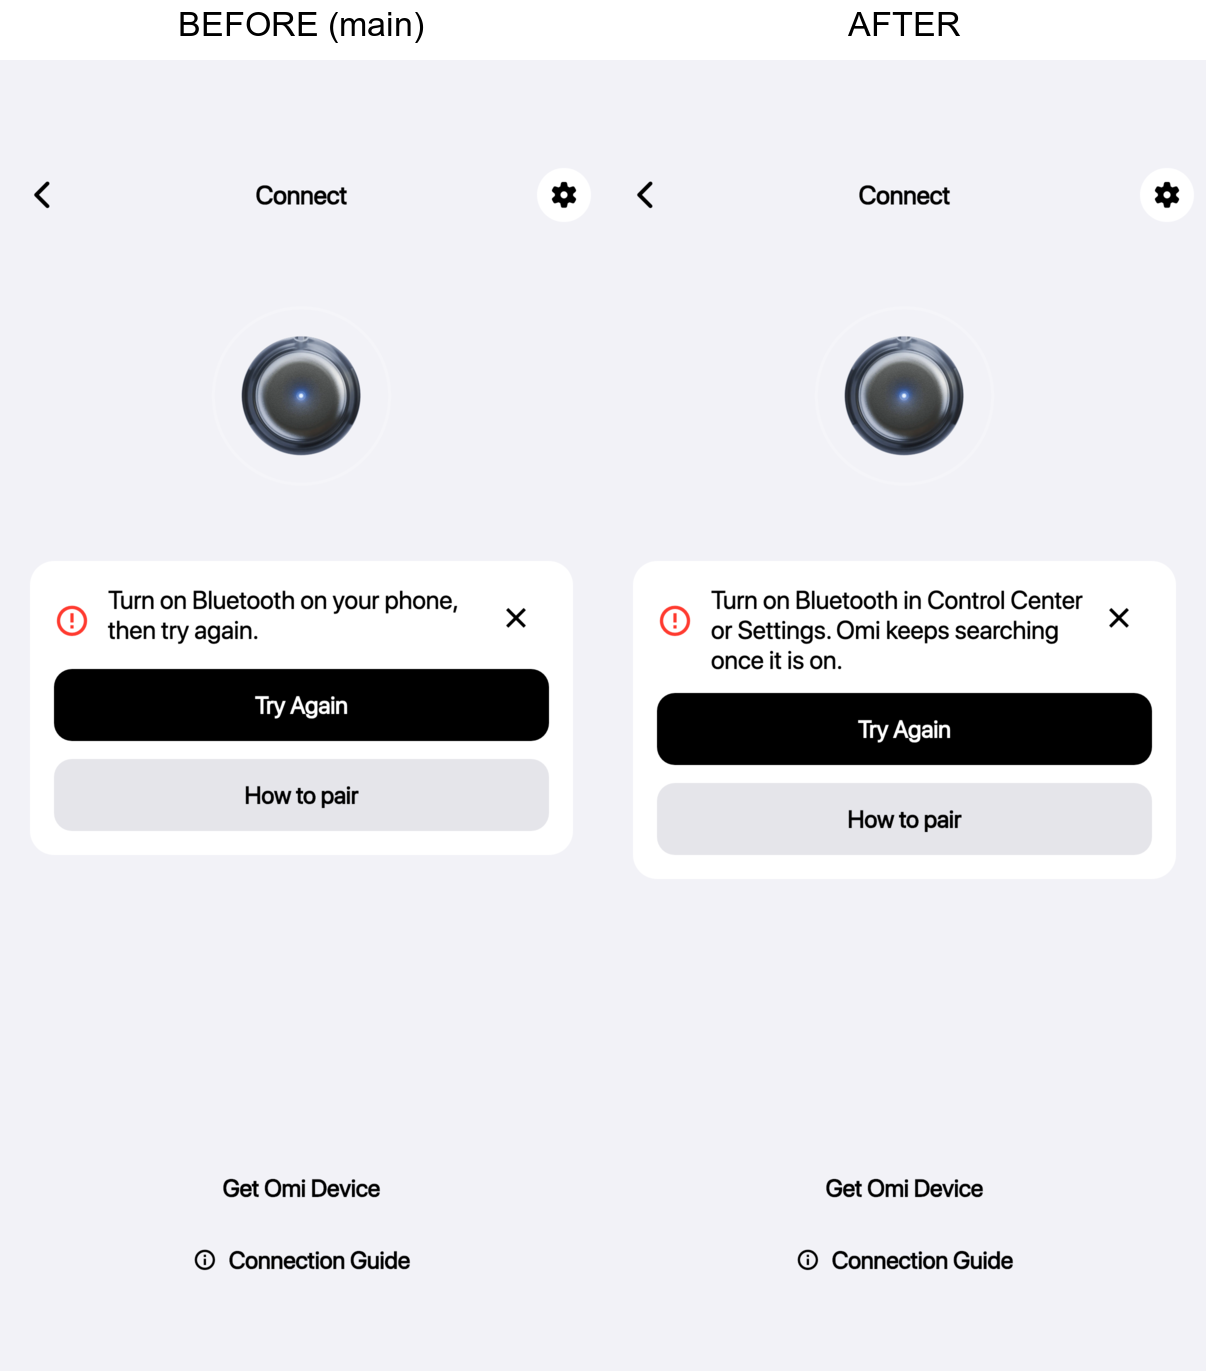 BEFORE (main)
Connect
Turn on Bluetooth on your phone,
then try again.
Try Again
How to pair
Get Omi Device
Connection Guide
AFTER
Connect
Turn on Bluetooth in Control Center
or Settings. Omi keeps searching
once it is on.
Try Again
How to pair
Get Omi Device
Connection Guide